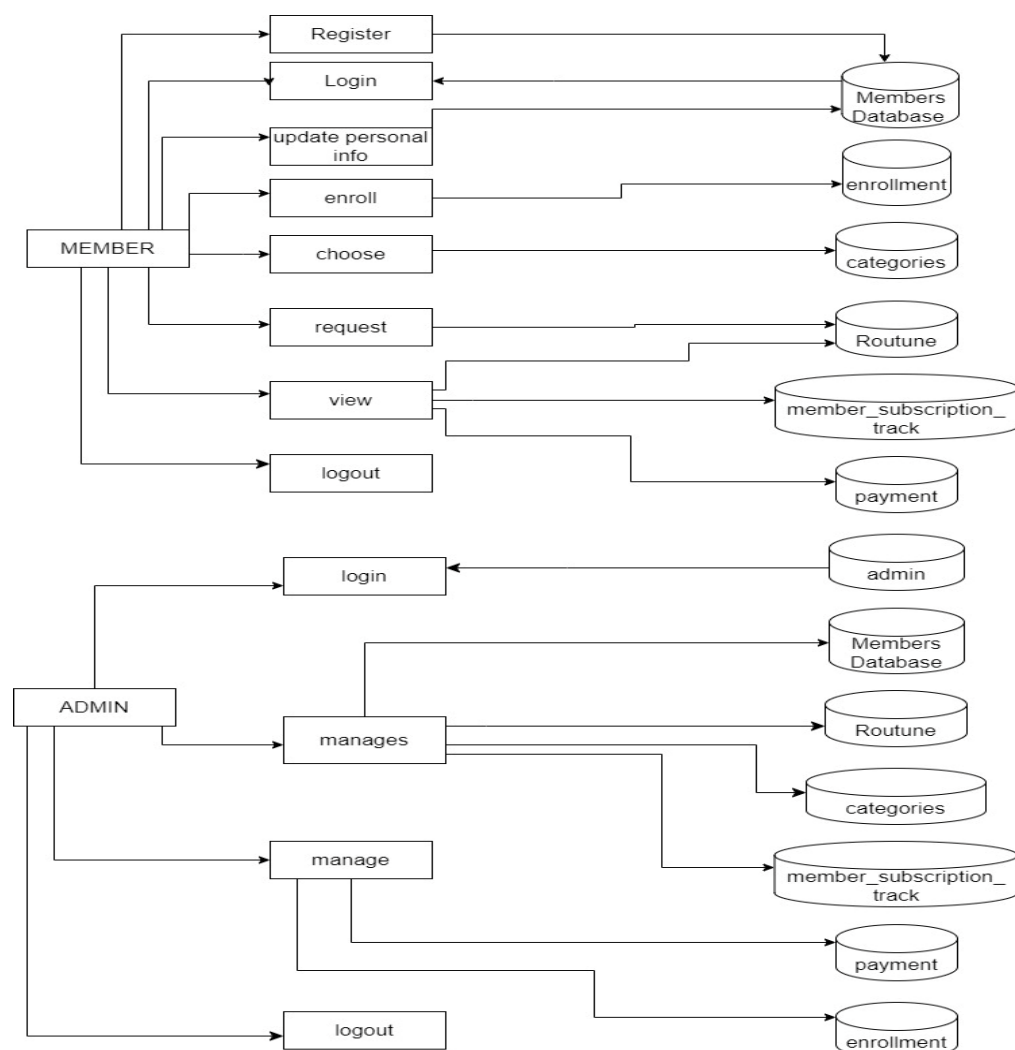 Register
Login
Members
Database
update personal
info
enroll
enrollment
MEMBER
choose
categories
request
Routune
view
member_subscription_
track
logout
payment
login
admin
Members
Database
ADMIN
manages
Routune
categories
manage
member_subscription_
track
payment
logout
enrollment